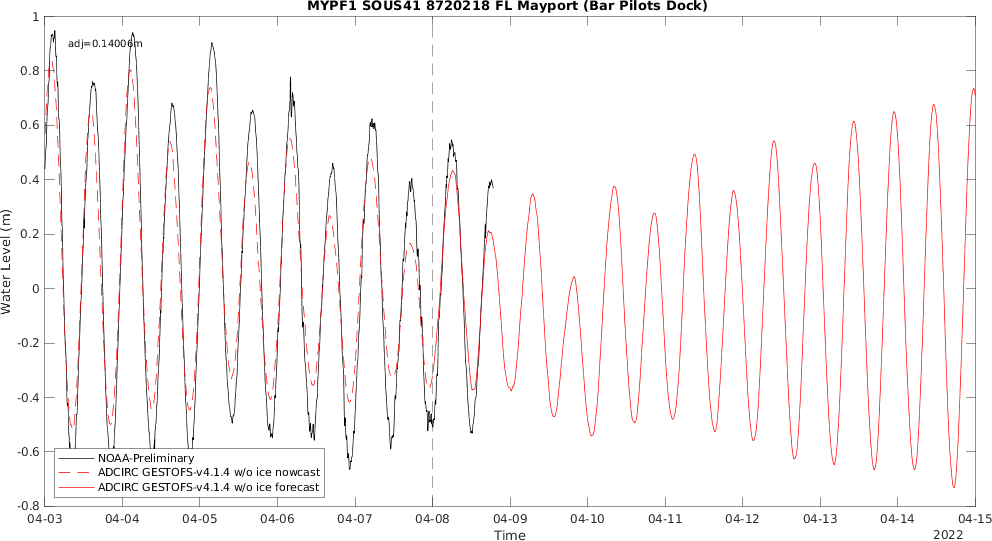 MYPF1 SOUS41 8720218 FL Mayport (Bar Pilots Dock)
adj=0.14006m
Water Level (m)
1
0.8
0.6
0.4
0.2
0
-0.2
-0.4
-0.6
-0.8
NOAA-Preliminary
ADCIRC GESTOFS-v4.1.4 w/o ice nowcast
ADCIRC GESTOFS-v4.1.4 w/o ice forecast
04-03 04-04 04-05 04-06 04-07 04-08 04-09 04-10 04-11 04-12 04-13 04-14 04-15
Time
2022